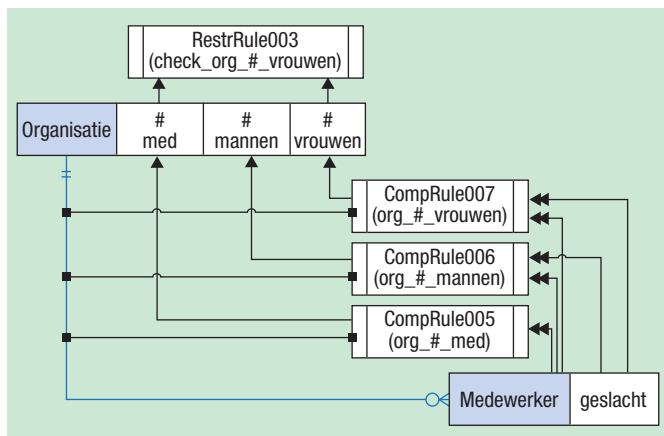 RestrRule003
(check_org_#_vrouwen)
Organisatie
#
med
#
mannen
#
vrouwen
CompRule007
(org_#_vrouwen)
CompRule006
(org_#_mannen)
CompRule005
(org_#_med)
Medewerker
geslacht